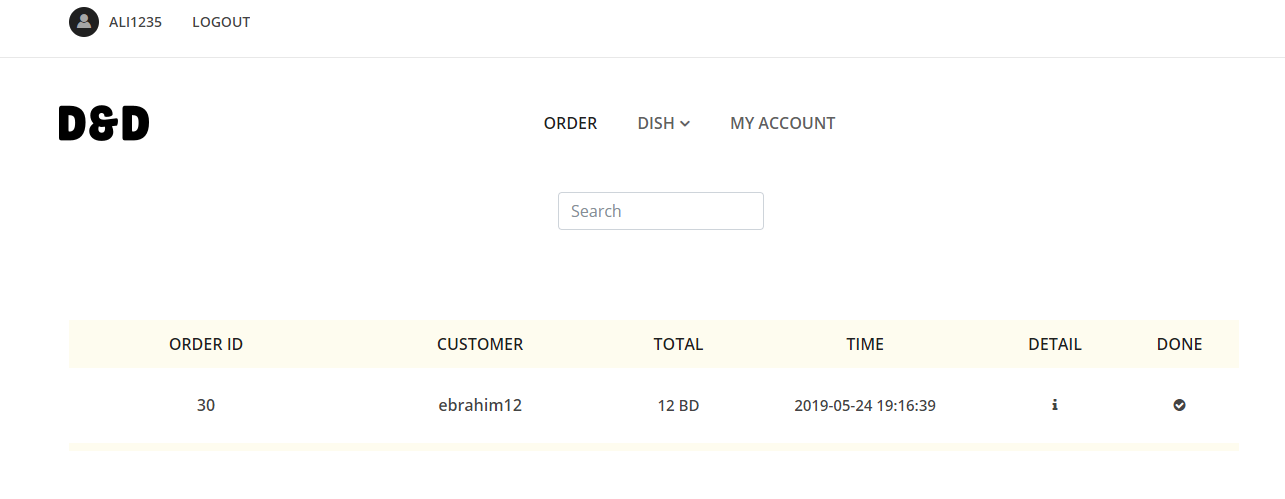 ALI1235 LOGOUT
D&D
ORDER DISH MY ACCOUNT
Search
ORDER ID CUSTOMER TOTAL TIME DETAIL DONE
30 ebrahim12 12 BD 2019-05-24 19:16:39